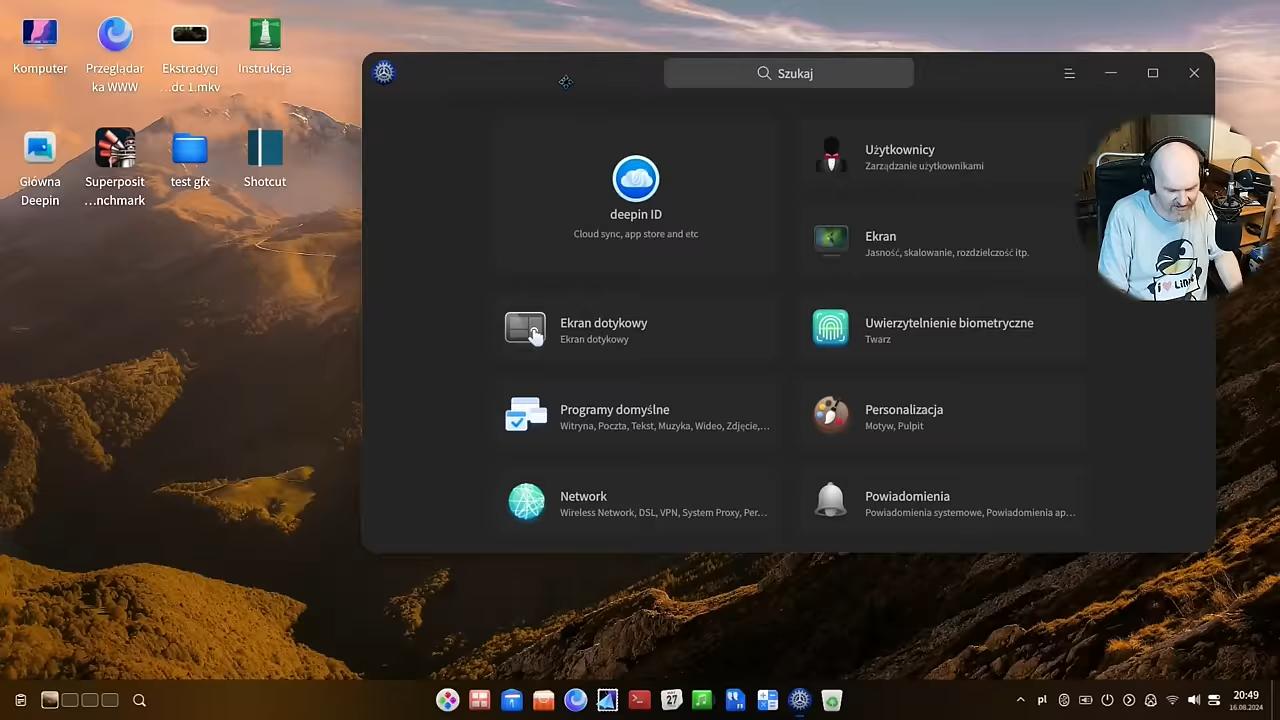 Komputer
Przeglądar
ka WWW
Ekstradycj
...dc 1.mkv
Instrukcja
Główna
Deepin
Superposit
...nchmark
test gfx
Shotcut
Szukaj
deepin ID
Cloud sync, app store and etc
Użytkownicy
Zarządzanie użytkownikami
Ekran
Jasność, skalowanie, rozdzielczość itp.
Ekran dotykowy
Ekran dotykowy
Uwierzytelnienie biometryczne
Twarz
Programy domyślne
Witryna, Poczta, Tekst, Muzyka, Wideo, Zdjęcie,...
Personalizacja
Motyw, Pulpit
Network
Wireless Network, DSL, VPN, System Proxy, Per...
Powiadomienia
Powiadomienia systemowe, Powiadomienia ap...
27
pl
20:49
16.08.2024